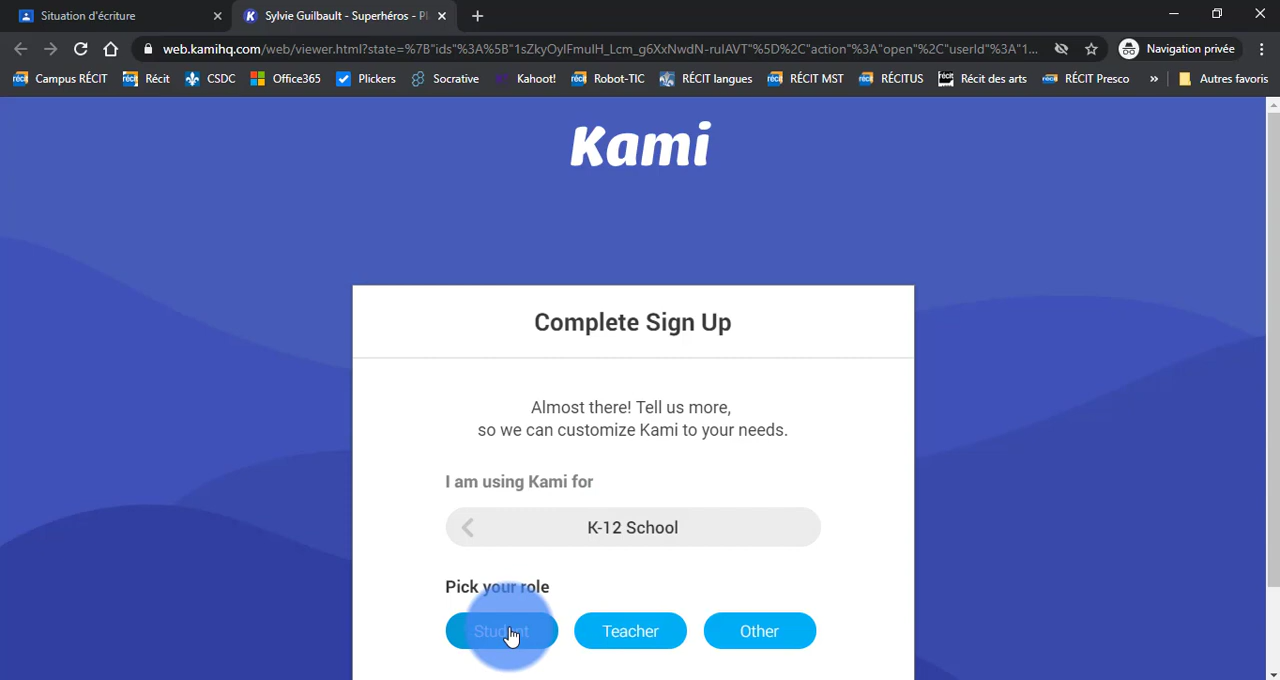 Situation d'écriture
Sylvie Guilbault - Superhéros - Pl
web.kamihq.com/web/viewer.html?state=%7B"ids"%3A%5B"1sZkyOyIFmuIH_Lcm_g6XxNwdN-rulAVT"%5D%2C"action"%3A"open"%2C"userId"%3A"1...
Navigation privée
Campus RÉCIT
Récit
CSDC
Office365
Plickers
Socrative
Kahoot!
Robot-TIC
RÉCIT langues
RÉCIT MST
RÉCITUS
Récit des arts
RÉCIT Presco
»
Autres favoris
Kami
Complete Sign Up
Almost there! Tell us more,
so we can customize Kami to your needs.
I am using Kami for
K-12 School
Pick your role
Student
Teacher
Other